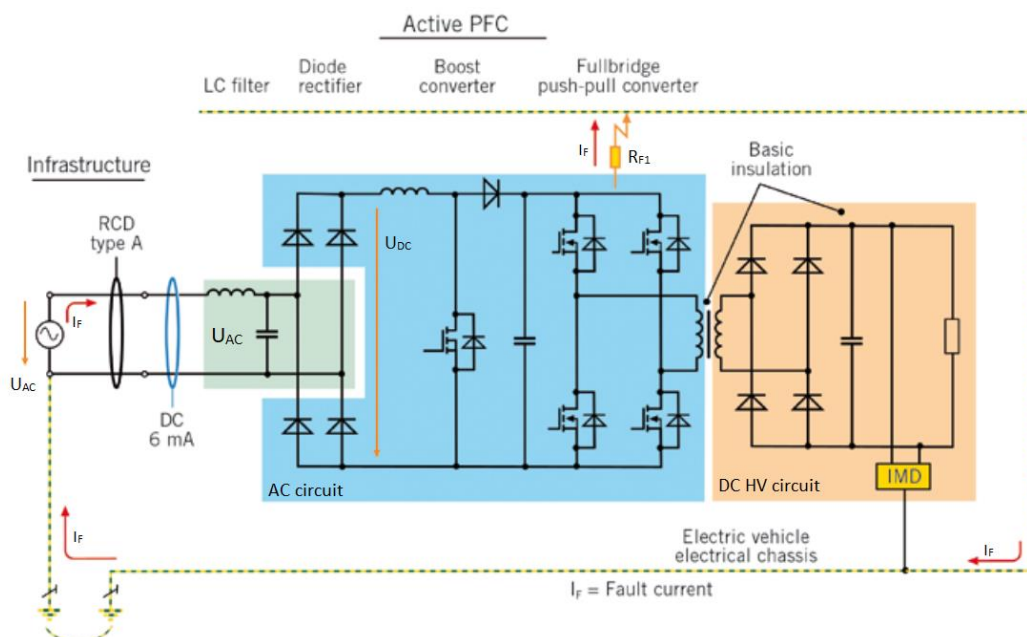 Active PFC
LC filter
Diode
rectifier
Boost
converter
Fullbridge
push-pull converter
Infrastructure
RCD
type A
IF
RF1
Basic
insulation
UDC
IF
UAC
UAC
DC
6 mA
AC circuit
DC HV circuit
IMD
IF
Electric vehicle
electrical chassis
IF
IF = Fault current